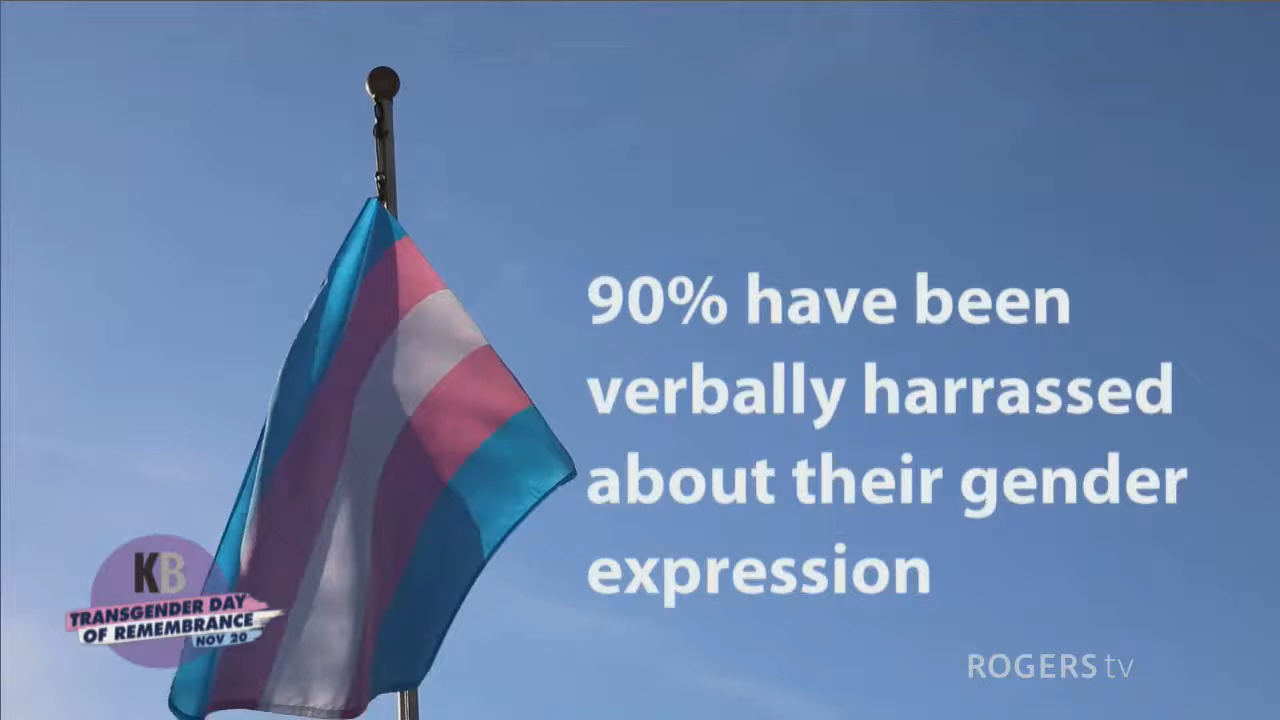 90% have been
verbally harrassed
about their gender
expression
KB
TRANSGENDER DAY
OF REMEMBRANCE
NOV 20
ROGERS tv